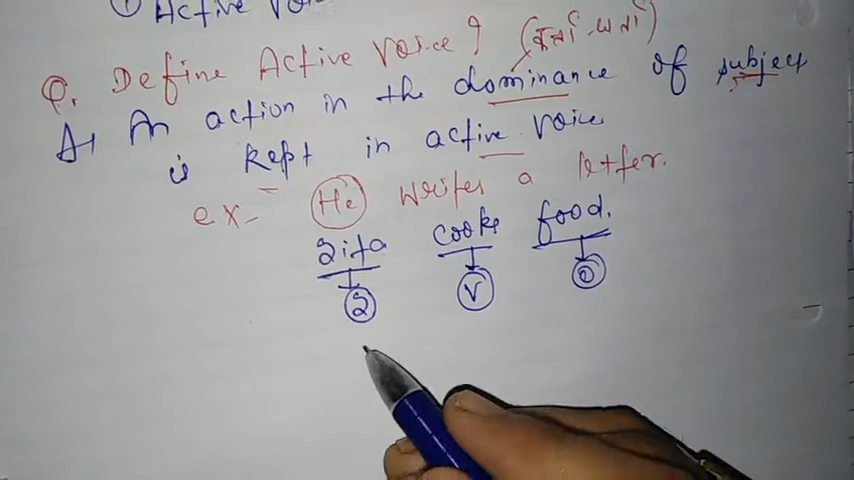 ① Active Voi
Q. Define Active Voice?
A1 An action in the dominance of subject
is kept in active voice
ex- He writes a letter.
Sita cooks food.
S V O